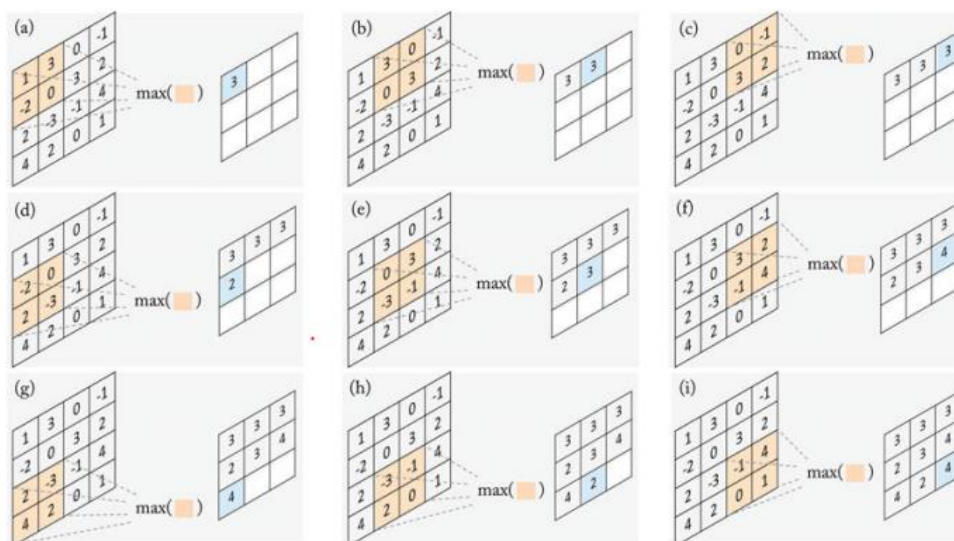 (a)
1 3 0 -1
-2 0 3 2
2 -3 -1 4
4 2 0 1
max( )
3
(b)
1 3 0 -1
-2 0 3 2
2 -3 -1 4
4 2 0 1
max( )
3 3
(c)
1 3 0 -1
-2 0 3 2
2 -3 -1 4
4 2 0 1
max( )
3 3 3
(d)
1 3 0 -1
-2 0 3 2
2 -3 -1 4
4 2 0 1
max( )
3 3 3
2
(e)
1 3 0 -1
-2 0 3 2
2 -3 -1 4
4 2 0 1
max( )
3 3 3
2 3
(f)
1 3 0 -1
-2 0 3 2
2 -3 -1 4
4 2 0 1
max( )
3 3 3
2 3 4
(g)
1 3 0 -1
-2 0 3 2
2 -3 -1 4
4 2 0 1
max( )
3 3 3
2 3 4
4
(h)
1 3 0 -1
-2 0 3 2
2 -3 -1 4
4 2 0 1
max( )
3 3 3
2 3 4
4 2
(i)
1 3 0 -1
-2 0 3 2
2 -3 -1 4
4 2 0 1
max( )
3 3 3
2 3 4
4 2 4